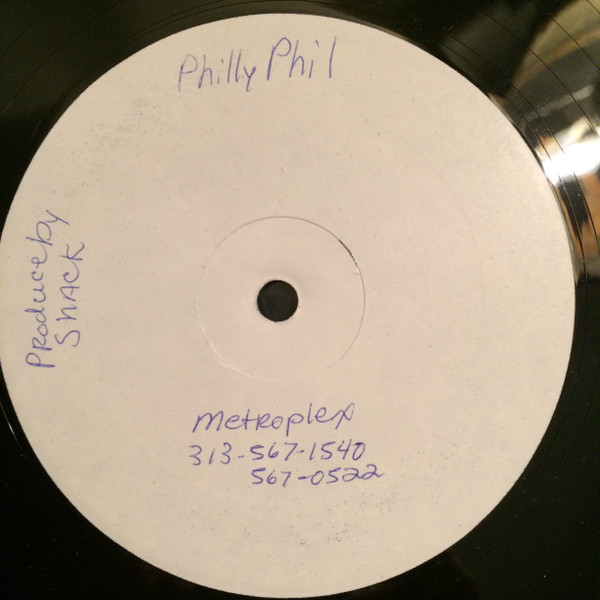 Philly Phil
Produce by
Shack
Metroplex
313-567-1540
567-0522